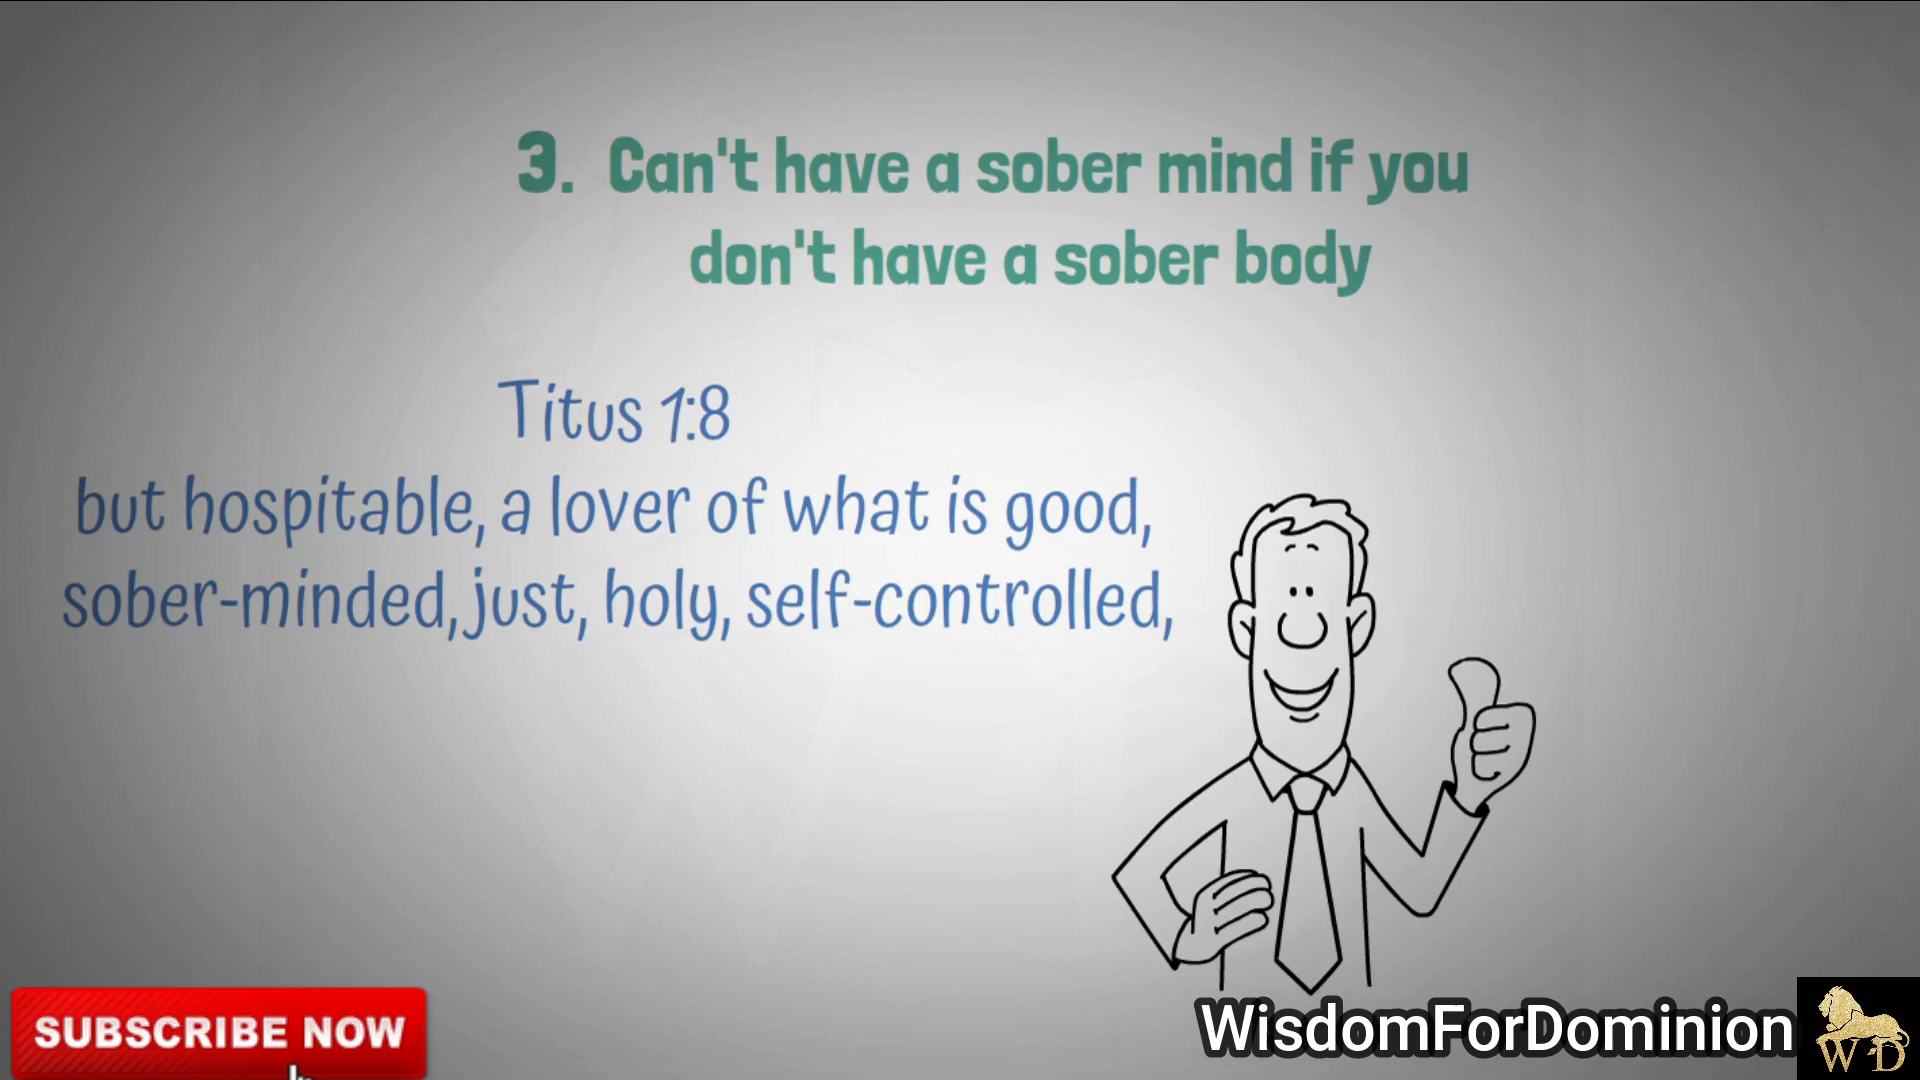 3. Can't have a sober mind if you
don't have a sober body
Titus 1:8
but hospitable, a lover of what is good,
sober-minded, just, holy, self-controlled,
SUBSCRIBE NOW
WisdomForDominion
W D